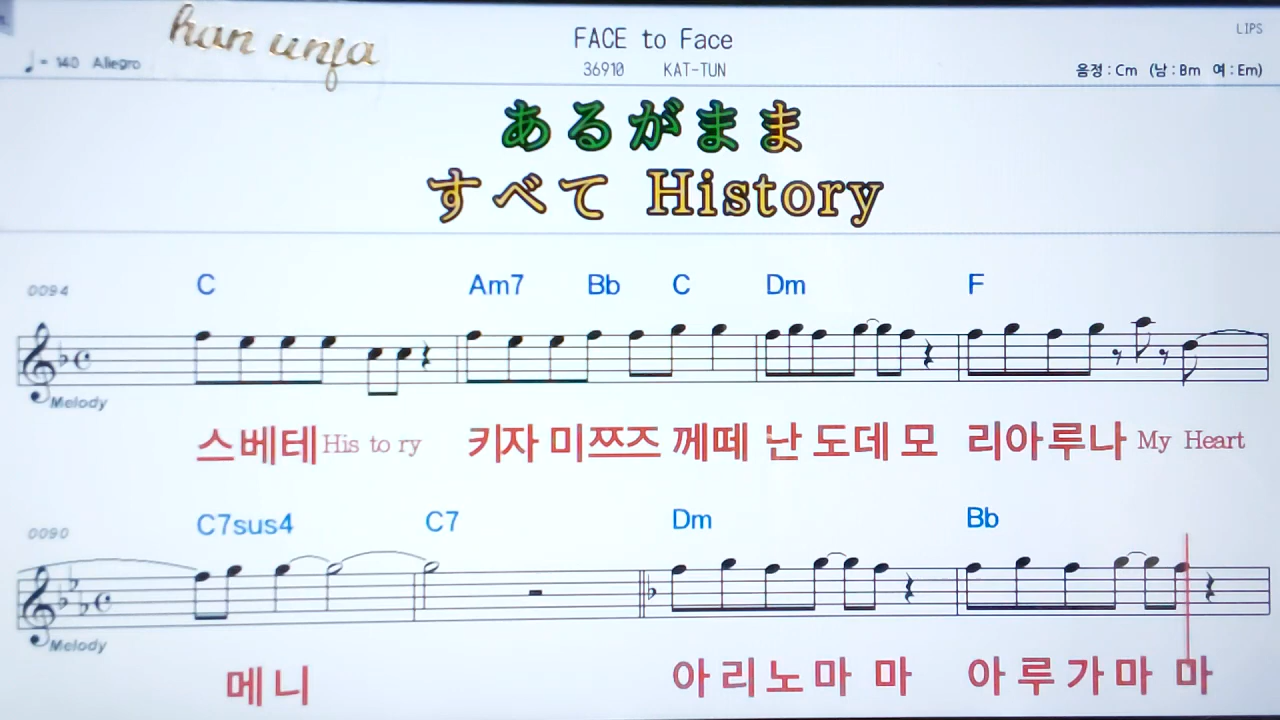 han unfa
FACE to Face
LIPS
♩= 140 Allegro
36910 KAT-TUN
음정 : Cm (남 : Bm 여 : Em)
あるがまま
すべて History
0094
C Am7 Bb C Dm F
Melody
스베테 His to ry 키자 미쯔즈 께떼 난 도데 모 리아루나 My Heart
0090
C7sus4 C7 Dm Bb
Melody
메니 아리노마 마 아루가마 마